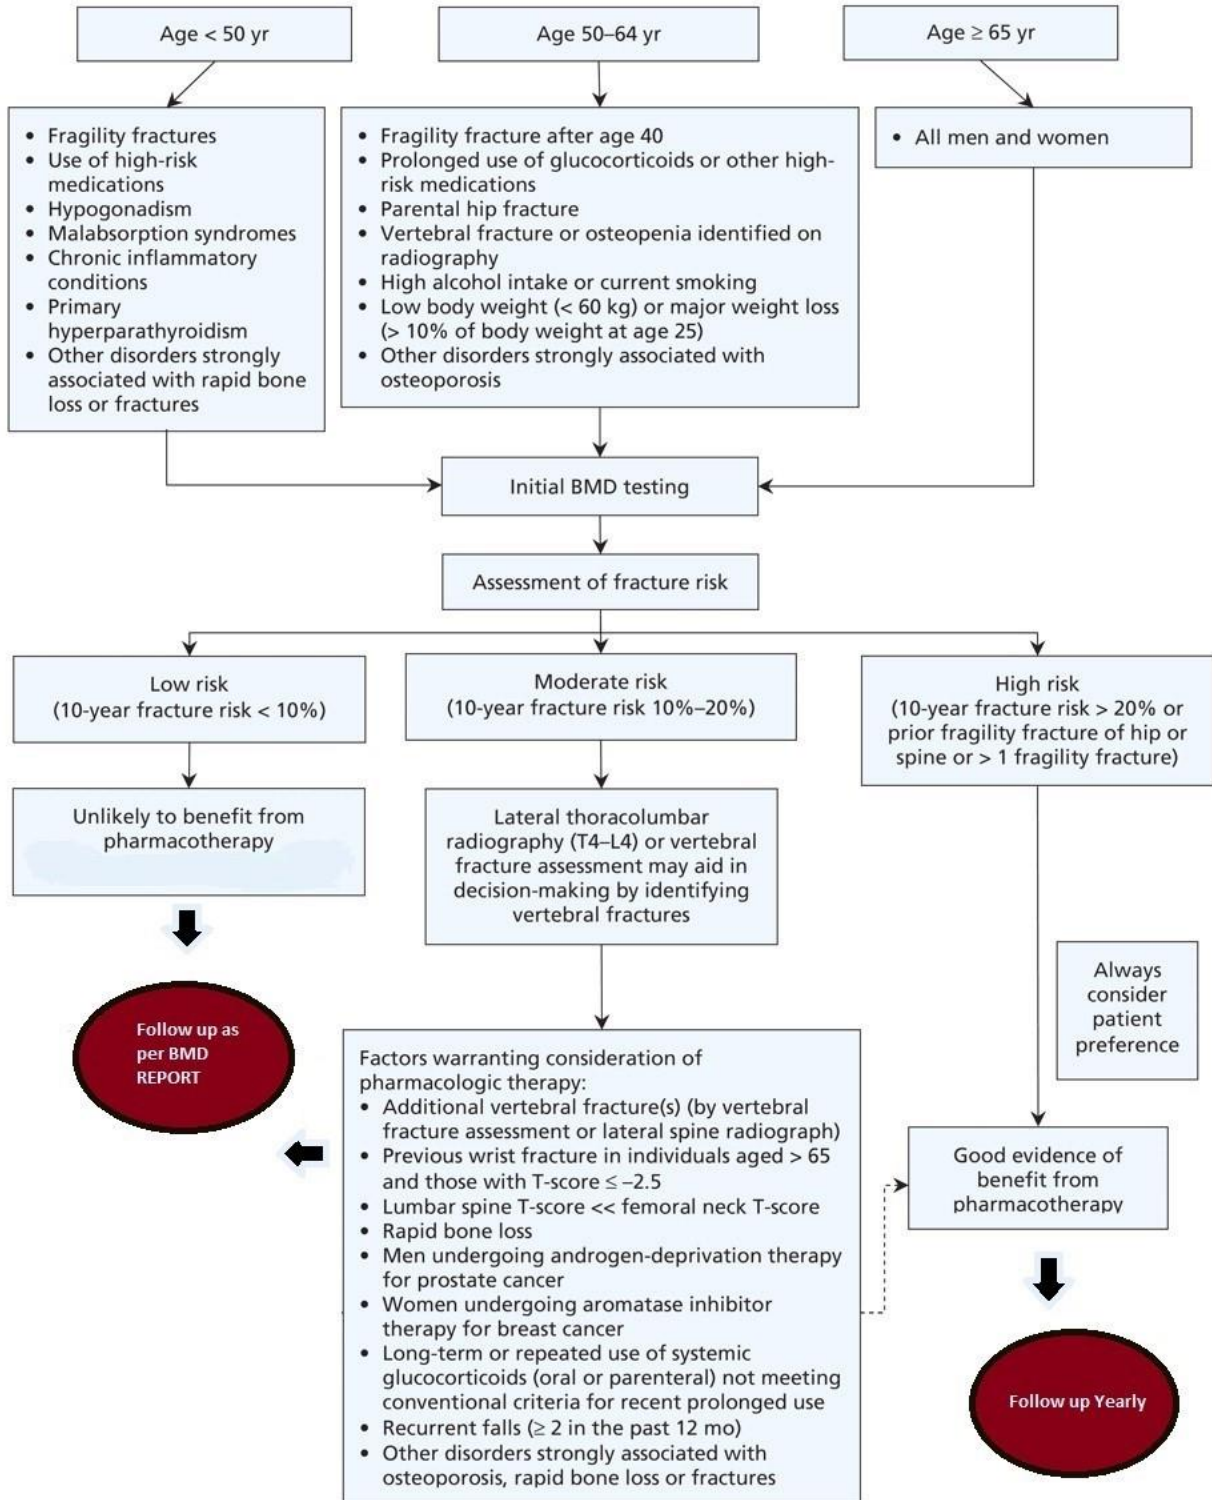 Age < 50 yr
Age 50–64 yr
Age ≥ 65 yr
• Fragility fractures
• Use of high-risk
medications
• Hypogonadism
• Malabsorption syndromes
• Chronic inflammatory
conditions
• Primary
hyperparathyroidism
• Other disorders strongly
associated with rapid bone
loss or fractures
• Fragility fracture after age 40
• Prolonged use of glucocorticoids or other high-
risk medications
• Parental hip fracture
• Vertebral fracture or osteopenia identified on
radiography
• High alcohol intake or current smoking
• Low body weight (< 60 kg) or major weight loss
(> 10% of body weight at age 25)
• Other disorders strongly associated with
osteoporosis
• All men and women
Initial BMD testing
Assessment of fracture risk
Low risk
(10-year fracture risk < 10%)
Moderate risk
(10-year fracture risk 10%–20%)
High risk
(10-year fracture risk > 20% or
prior fragility fracture of hip or
spine or > 1 fragility fracture)
Unlikely to benefit from
pharmacotherapy
Lateral thoracolumbar
radiography (T4–L4) or vertebral
fracture assessment may aid in
decision-making by identifying
vertebral fractures
Always
consider
patient
preference
Follow up as
per BMD
REPORT
Factors warranting consideration of
pharmacologic therapy:
• Additional vertebral fracture(s) (by vertebral
fracture assessment or lateral spine radiograph)
• Previous wrist fracture in individuals aged > 65
and those with T-score ≤ –2.5
• Lumbar spine T-score << femoral neck T-score
• Rapid bone loss
• Men undergoing androgen-deprivation therapy
for prostate cancer
• Women undergoing aromatase inhibitor
therapy for breast cancer
• Long-term or repeated use of systemic
glucocorticoids (oral or parenteral) not meeting
conventional criteria for recent prolonged use
• Recurrent falls (≥ 2 in the past 12 mo)
• Other disorders strongly associated with
osteoporosis, rapid bone loss or fractures
Good evidence of
benefit from
pharmacotherapy
Follow up Yearly